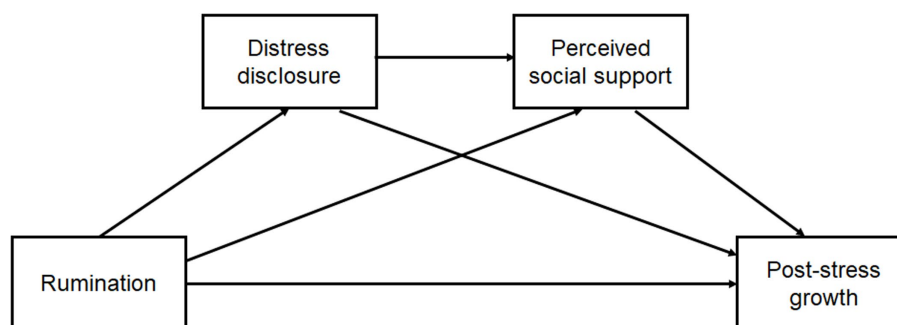 Distress
disclosure
Perceived
social support
Rumination
Post-stress
growth